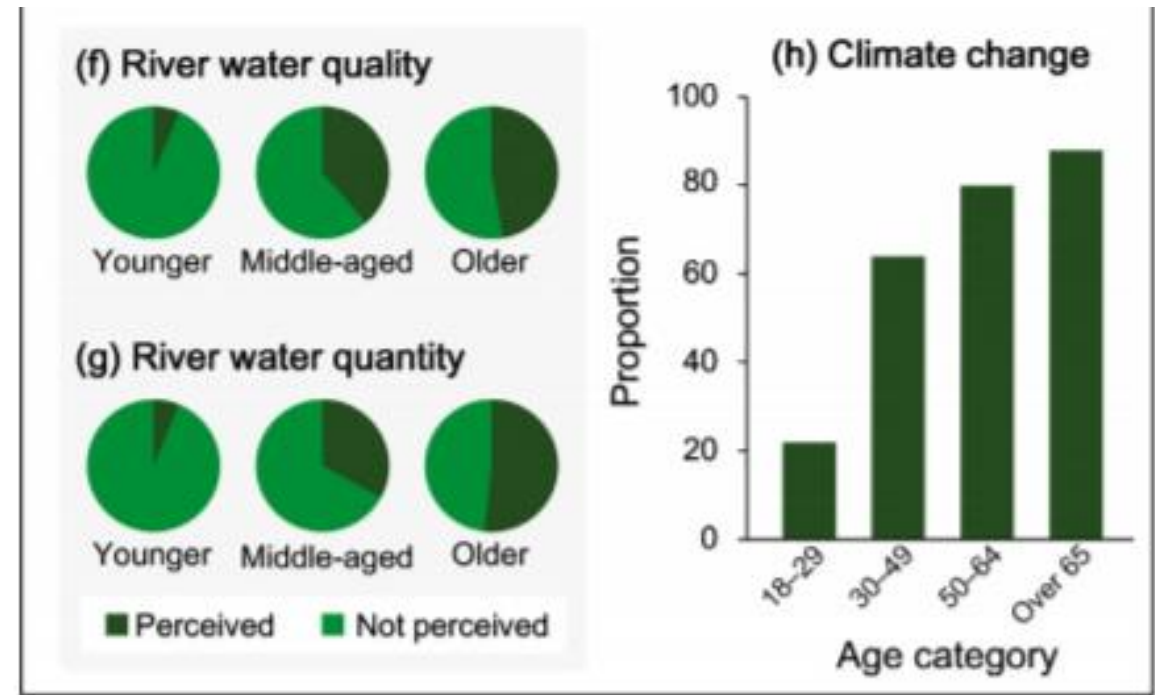 (f) River water quality
Younger Middle-aged Older
(g) River water quantity
Younger Middle-aged Older
Perceived Not perceived
(h) Climate change
Proportion
100
80
60
40
20
0
18–29 30–49 50–64 Over 65
Age category